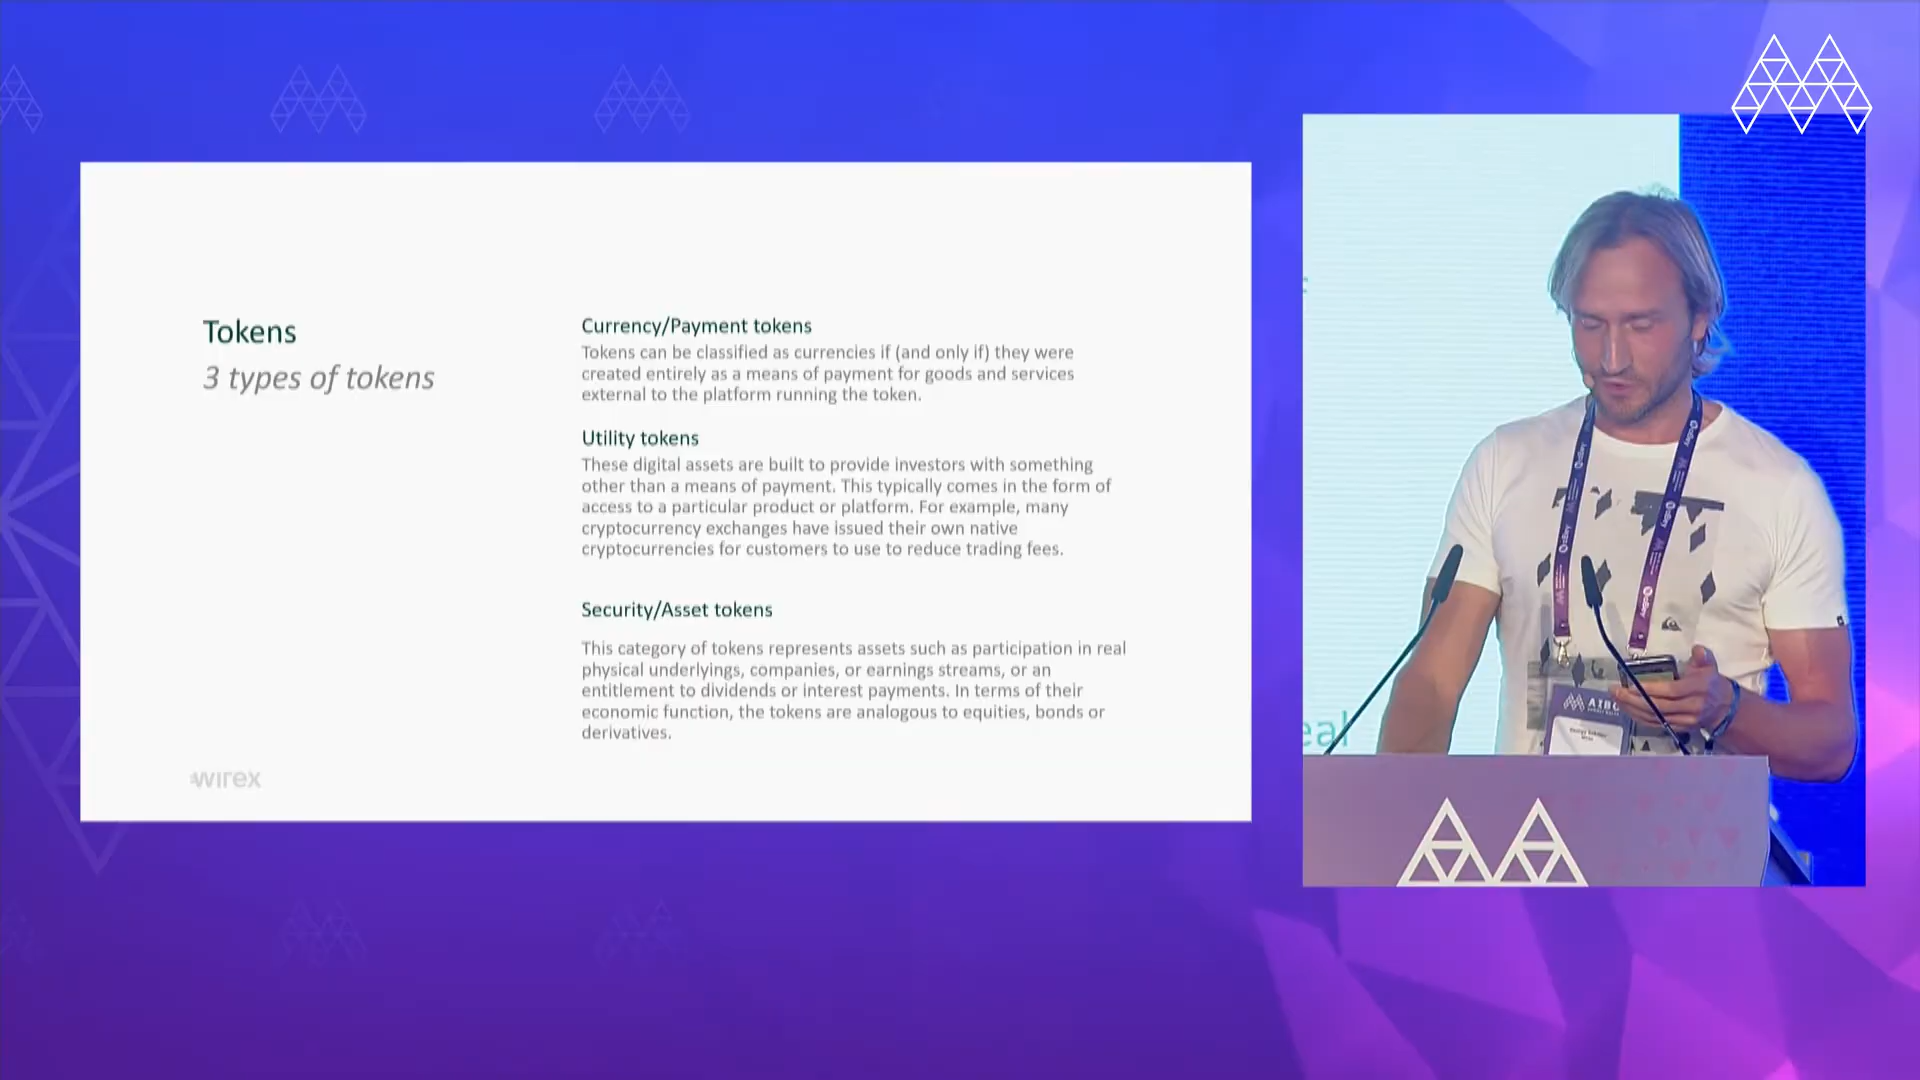 Tokens
3 types of tokens
Currency/Payment tokens
Tokens can be classified as currencies if (and only if) they were
created entirely as a means of payment for goods and services
external to the platform running the token.
Utility tokens
These digital assets are built to provide investors with something
other than a means of payment. This typically comes in the form of
access to a particular product or platform. For example, many
cryptocurrency exchanges have issued their own native
cryptocurrencies for customers to use to reduce trading fees.
Security/Asset tokens
This category of tokens represents assets such as participation in real
physical underlyings, companies, or earnings streams, or an
entitlement to dividends or interest payments. In terms of their
economic function, the tokens are analogous to equities, bonds or
derivatives.
wirex
eal
AIBC